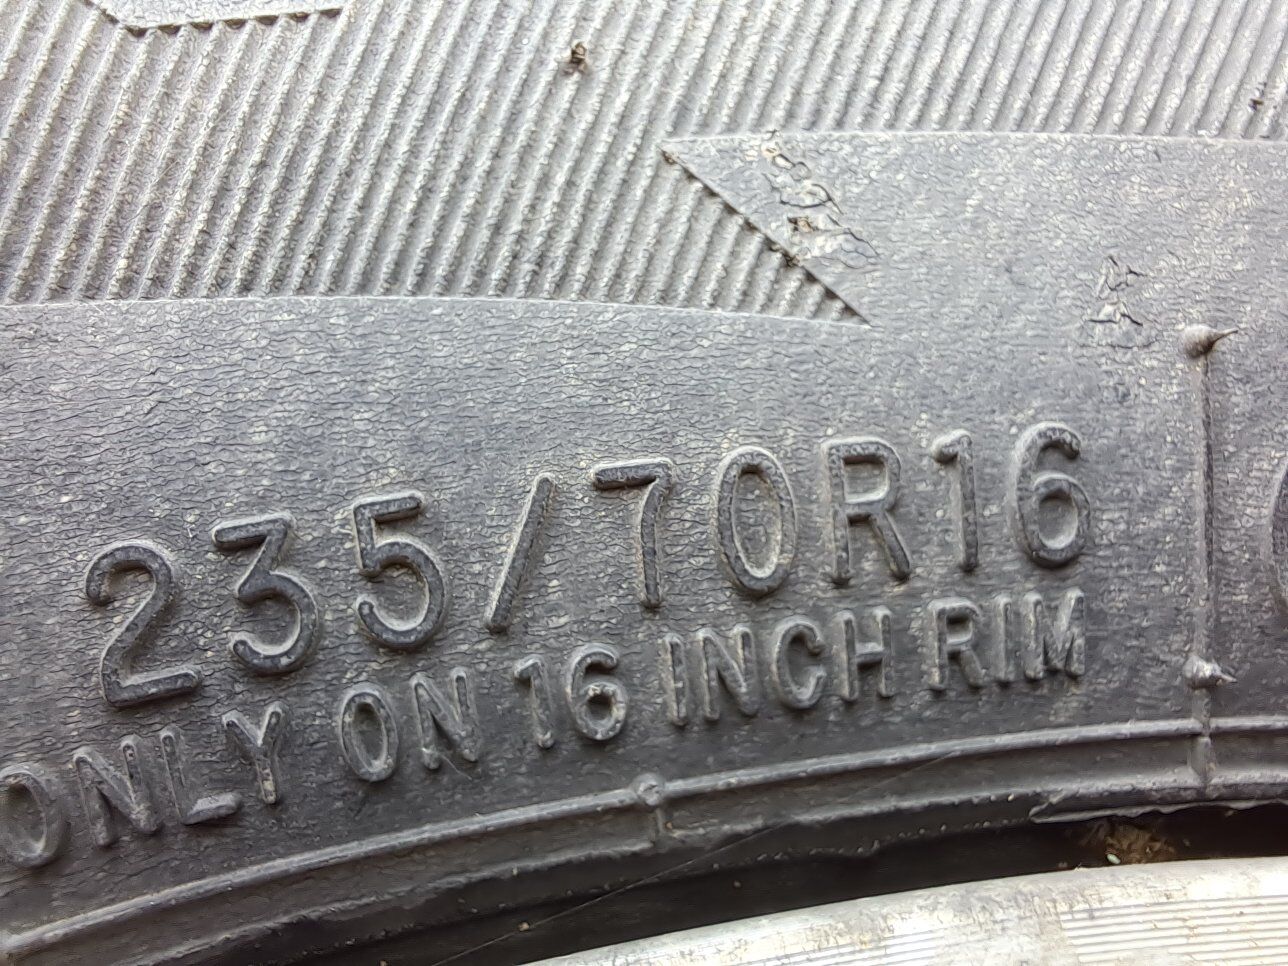 235/70R16
ONLY ON 16 INCH RIM